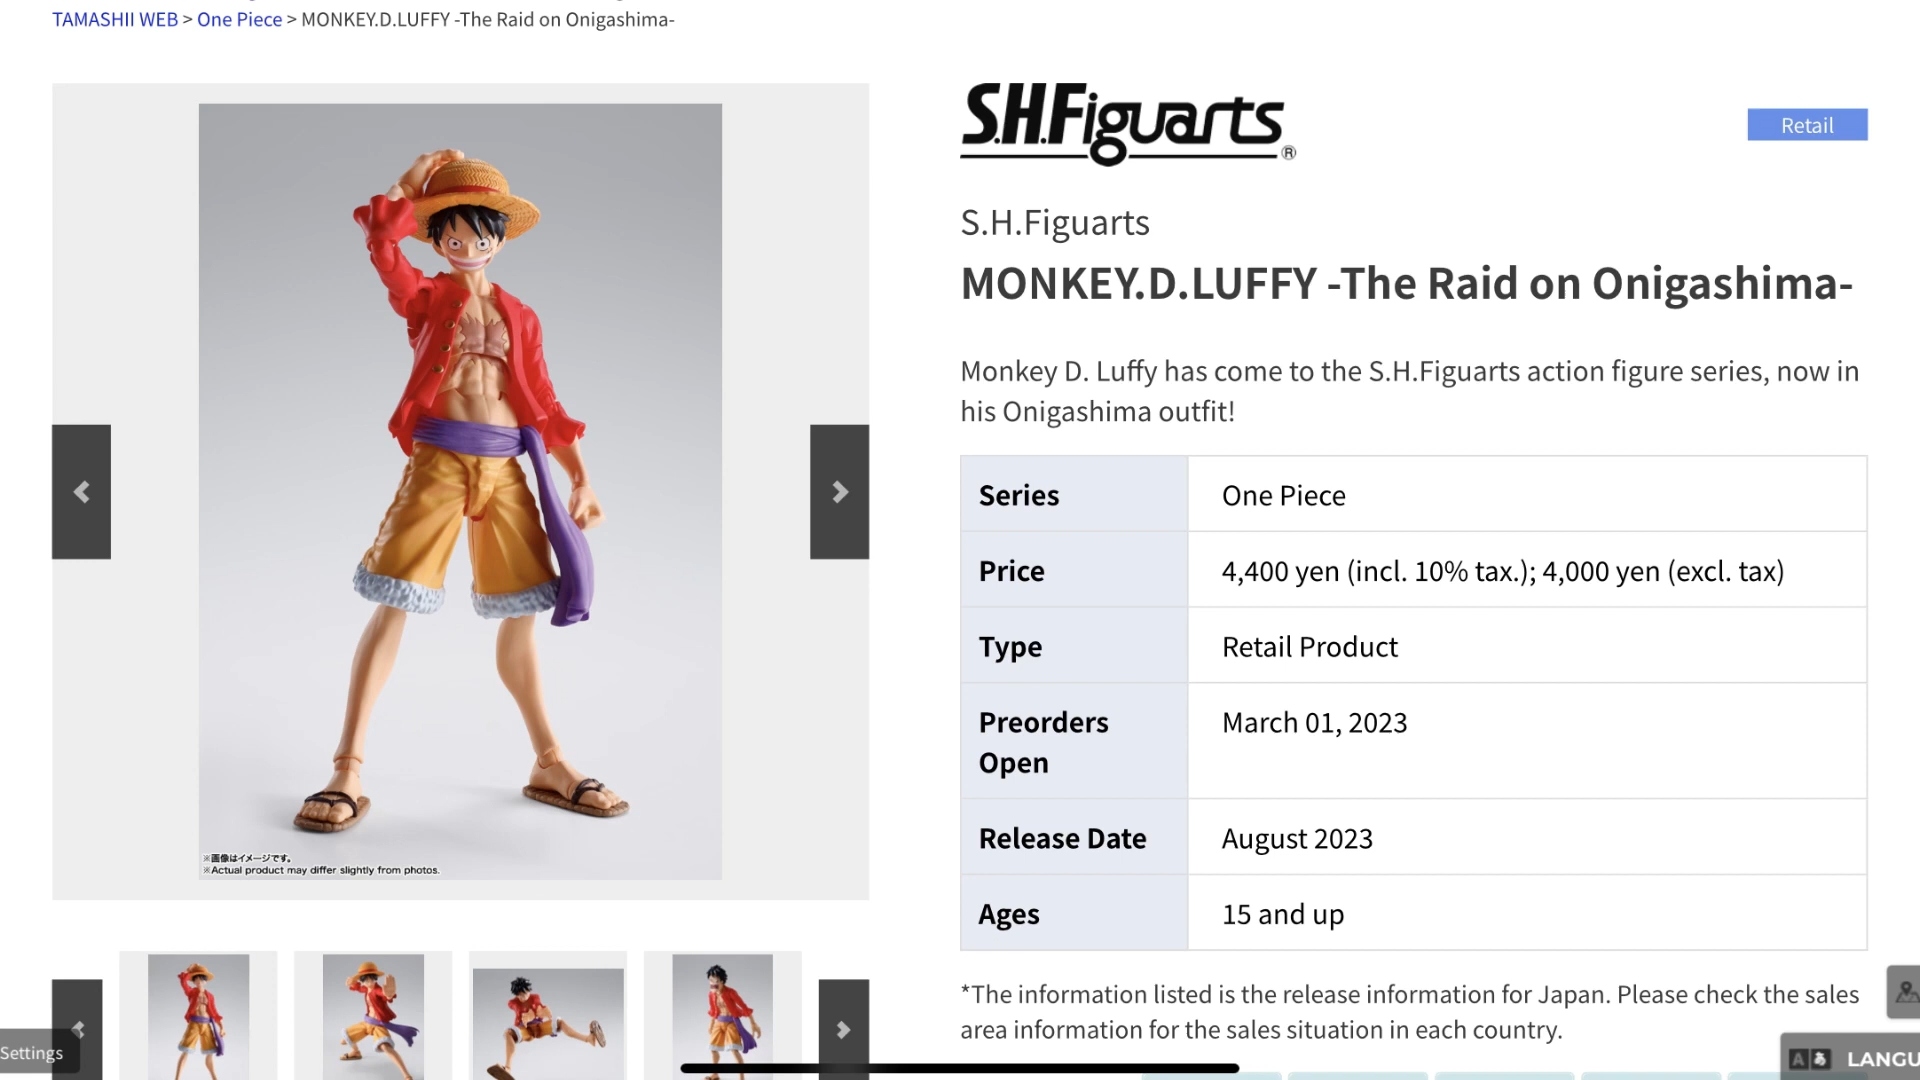 TAMASHII WEB > One Piece > MONKEY.D.LUFFY -The Raid on Onigashima-
S.H.Figuarts®
Retail
S.H.Figuarts
MONKEY.D.LUFFY -The Raid on Onigashima-
Monkey D. Luffy has come to the S.H.Figuarts action figure series, now in
his Onigashima outfit!
Series One Piece
Price 4,400 yen (incl. 10% tax.); 4,000 yen (excl. tax)
Type Retail Product
Preorders
Open
March 01, 2023
Release Date August 2023
Ages 15 and up
*The information listed is the release information for Japan. Please check the sales
area information for the sales situation in each country.
※画像はイメージです。
※Actual product may differ slightly from photos.
Settings
A あ LANGU